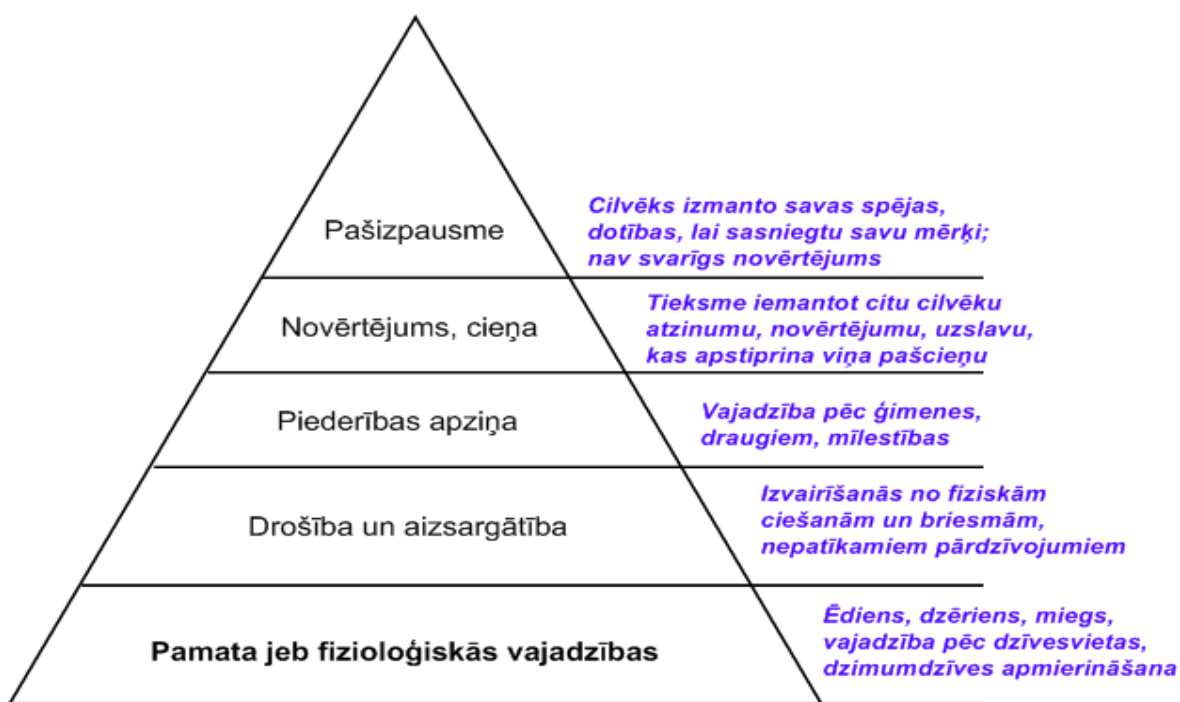 Pašizpausme
Cilvēks izmanto savas spējas,
dotības, lai sasniegtu savu mērķi;
nav svarīgs novērtējums
Novērtējums, cieņa
Tieksme iemantot citu cilvēku
atzinumu, novērtējumu, uzslavu,
kas apstiprina viņa pašcieņu
Piederības apziņa
Vajadzība pēc ģimenes,
draugiem, mīlestības
Drošība un aizsargātība
Izvairīšanās no fiziskām
ciešanām un briesmām,
nepatīkamiem pārdzīvojumiem
Pamata jeb fizioloģiskās vajadzības
Ēdiens, dzēriens, miegs,
vajadzība pēc dzīvesvietas,
dzimumdzīves apmierināšana